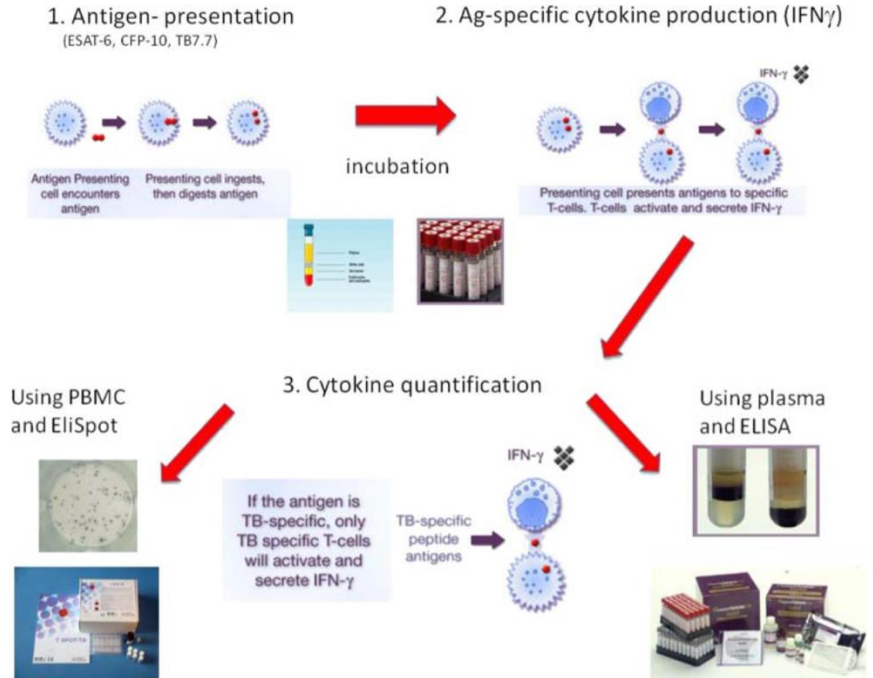 1. Antigen- presentation
(ESAT-6, CFP-10, TB7.7)
2. Ag-specific cytokine production (IFNγ)
IFN-γ
Antigen Presenting
cell encounters
antigen
Presenting cell ingests,
then digests antigen
incubation
Presenting cell presents antigens to specific
T-cells. T-cells activate and secrete IFN-γ
3. Cytokine quantification
Using PBMC
and EliSpot
Using plasma
and ELISA
IFN-γ
If the antigen is
TB-specific, only
TB specific T-cells
will activate and
secrete IFN-γ
TB-specific
peptide
antigens